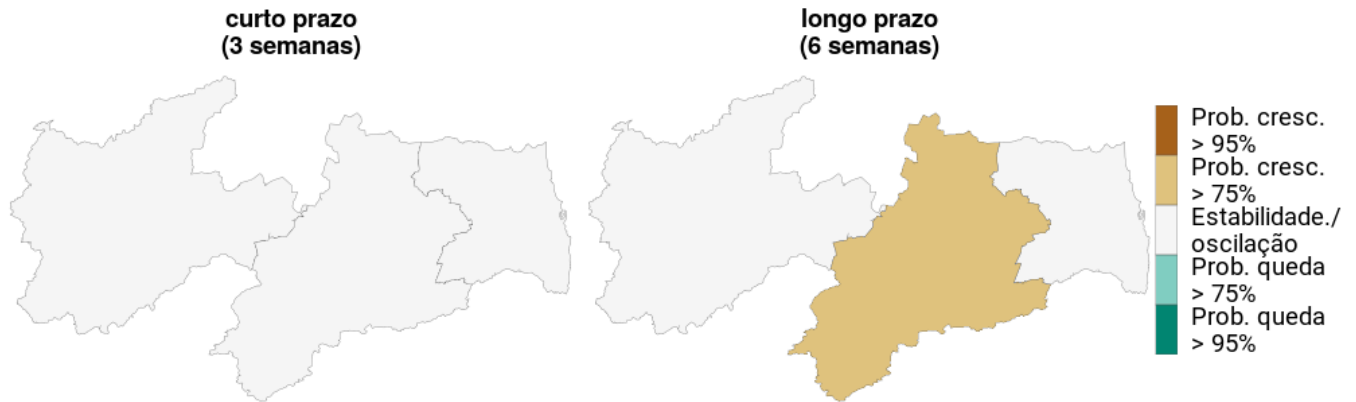 curto prazo
(3 semanas)
longo prazo
(6 semanas)
Prob. cresc.
> 95%
Prob. cresc.
> 75%
Estabilidade./
oscilação
Prob. queda
> 75%
Prob. queda
> 95%